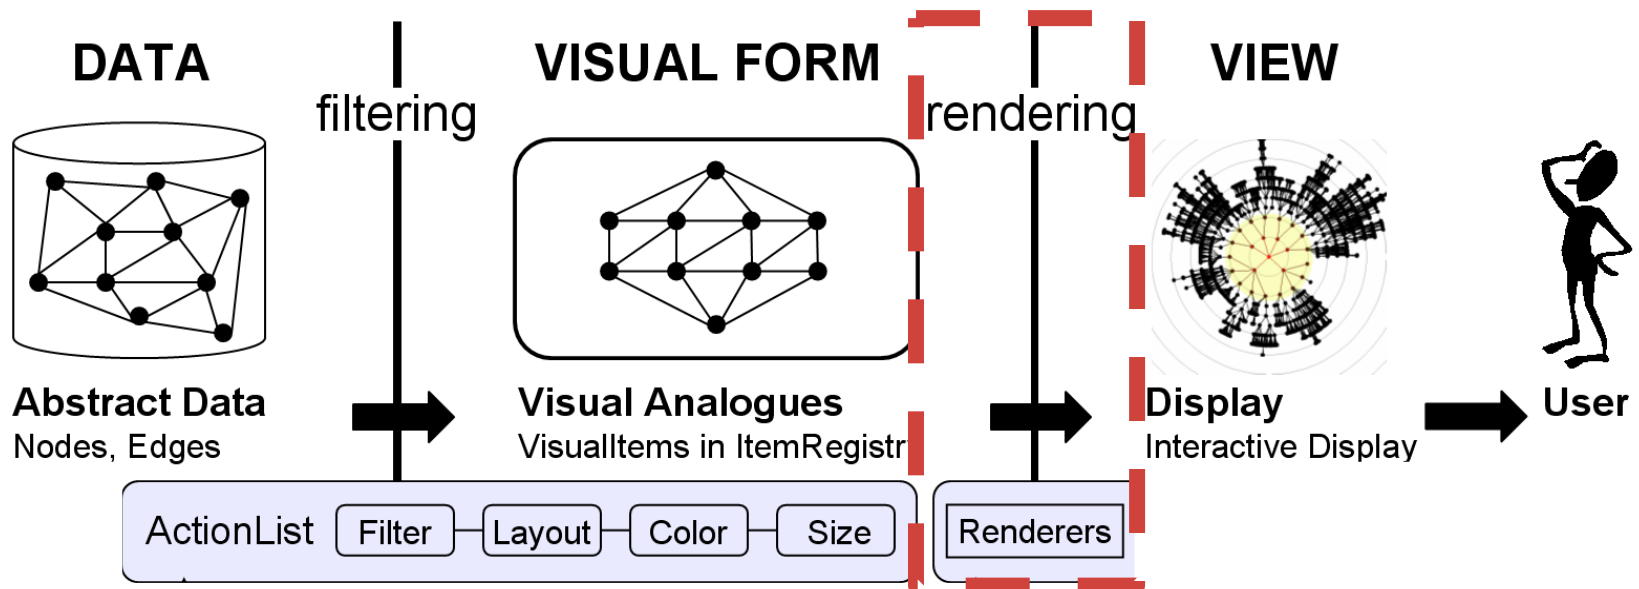 DATA
VISUAL FORM
VIEW
filtering
rendering
Abstract Data
Nodes, Edges
Visual Analogues
VisualItems in ItemRegistr
Display
Interactive Display
User
ActionList
Filter
Layout
Color
Size
Renderers